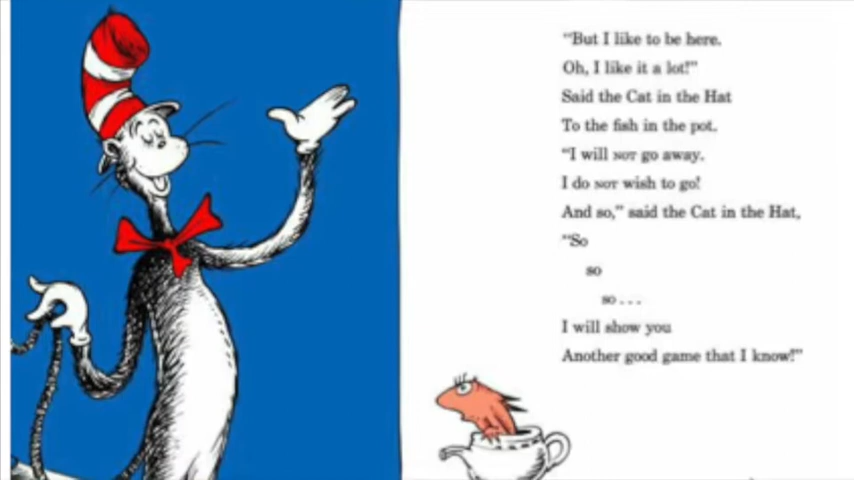 "But I like to be here.
Oh, I like it a lot!"
Said the Cat in the Hat
To the fish in the pot.
"I will NOT go away.
I do NOT wish to go!
And so," said the Cat in the Hat,
"So
so
so...
I will show you
Another good game that I know!"